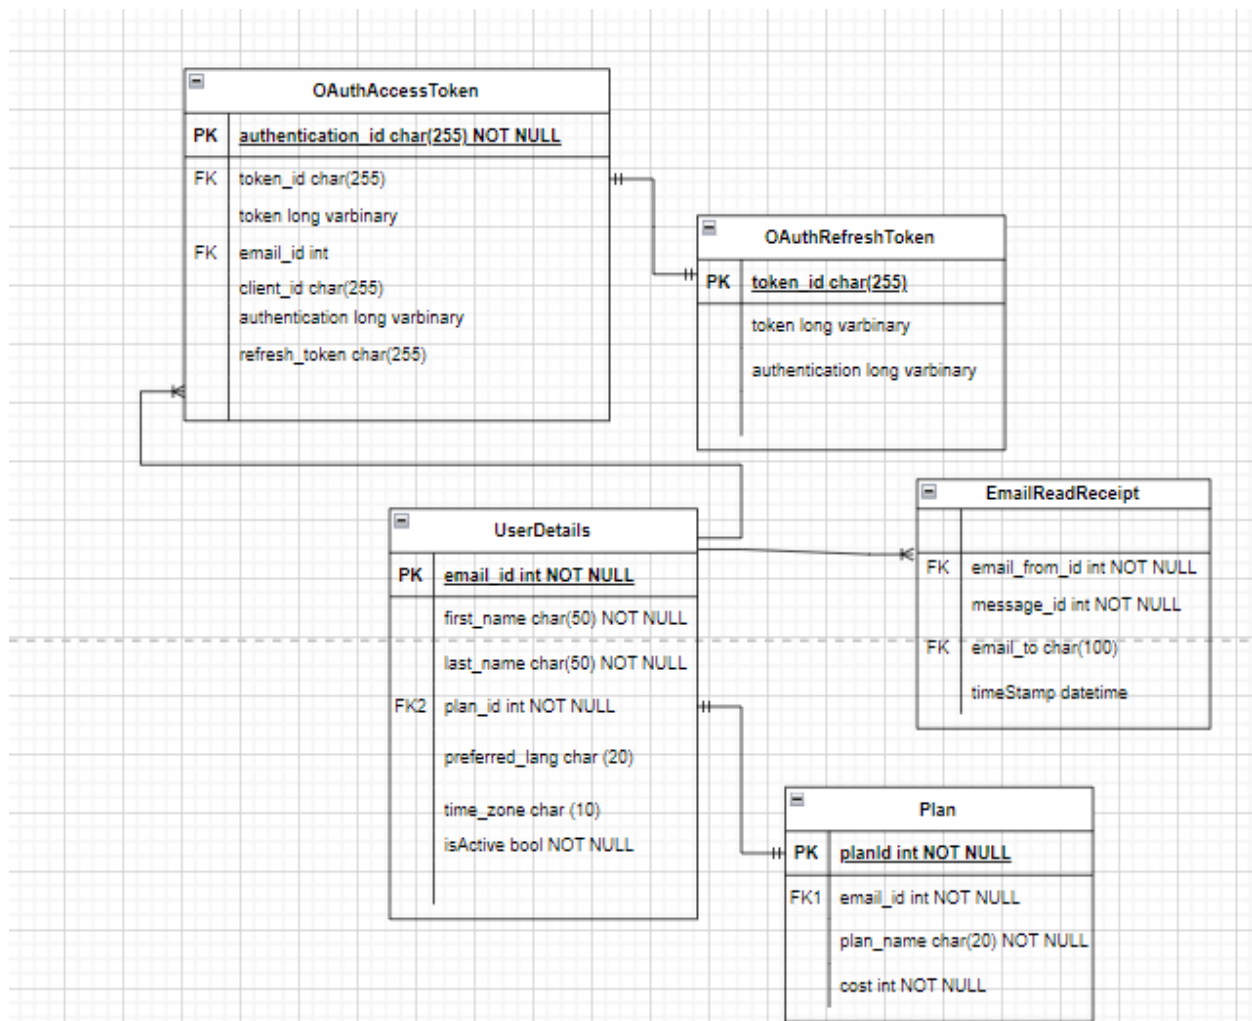 OAuthAccessToken
PK authentication_id char(255) NOT NULL
FK token_id char(255)
token long varbinary
FK email_id int
client_id char(255)
authentication long varbinary
refresh_token char(255)
OAuthRefreshToken
PK token_id char(255)
token long varbinary
authentication long varbinary
EmailReadReceipt
FK email_from_id int NOT NULL
message_id int NOT NULL
FK email_to char(100)
timeStamp datetime
UserDetails
PK email_id int NOT NULL
first_name char(50) NOT NULL
last_name char(50) NOT NULL
FK2 plan_id int NOT NULL
preferred_lang char (20)
time_zone char (10)
isActive bool NOT NULL
Plan
PK planId int NOT NULL
FK1 email_id int NOT NULL
plan_name char(20) NOT NULL
cost int NOT NULL